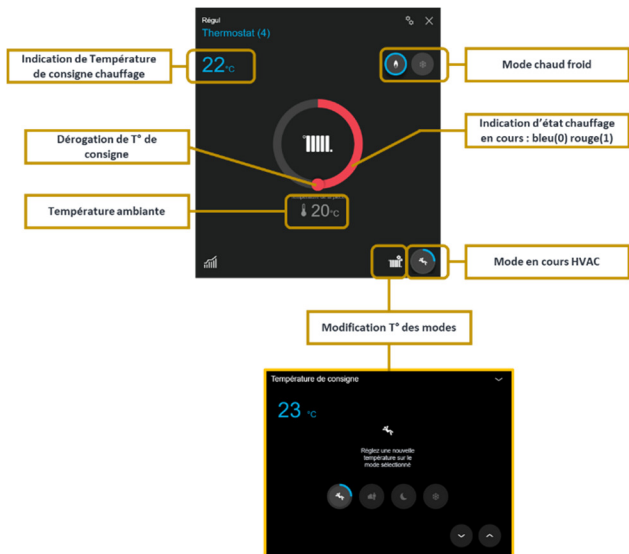 Régul
Thermostat (4)
Indication de Température
de consigne chauffage
22°C
Mode chaud froid
Dérogation de T° de
consigne
Indication d'état chauffage
en cours : bleu(0) rouge(1)
Température ambiante
20°C
Mode en cours HVAC
Modification T° des modes
Température de consigne
23 °C
Réglez une nouvelle
température sur le
mode sélectionné